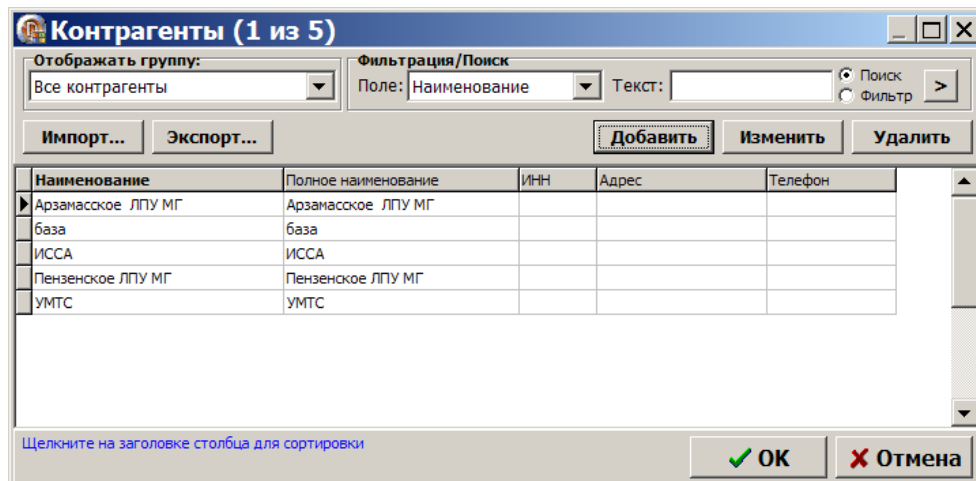 Контрагенты (1 из 5)
Отображать группу:
Фильтрация/Поиск
Все контрагенты
Поле: Наименование
Текст:
Поиск
Фильтр
>
Импорт... Экспорт... Добавить Изменить Удалить
Наименование Полное наименование ИНН Адрес Телефон
Арзамасское ЛПУ МГ Арзамасское ЛПУ МГ
база база
ИССА ИССА
Пензенское ЛПУ МГ Пензенское ЛПУ МГ
УМТС УМТС
Щелкните на заголовке столбца для сортировки
OK Отмена